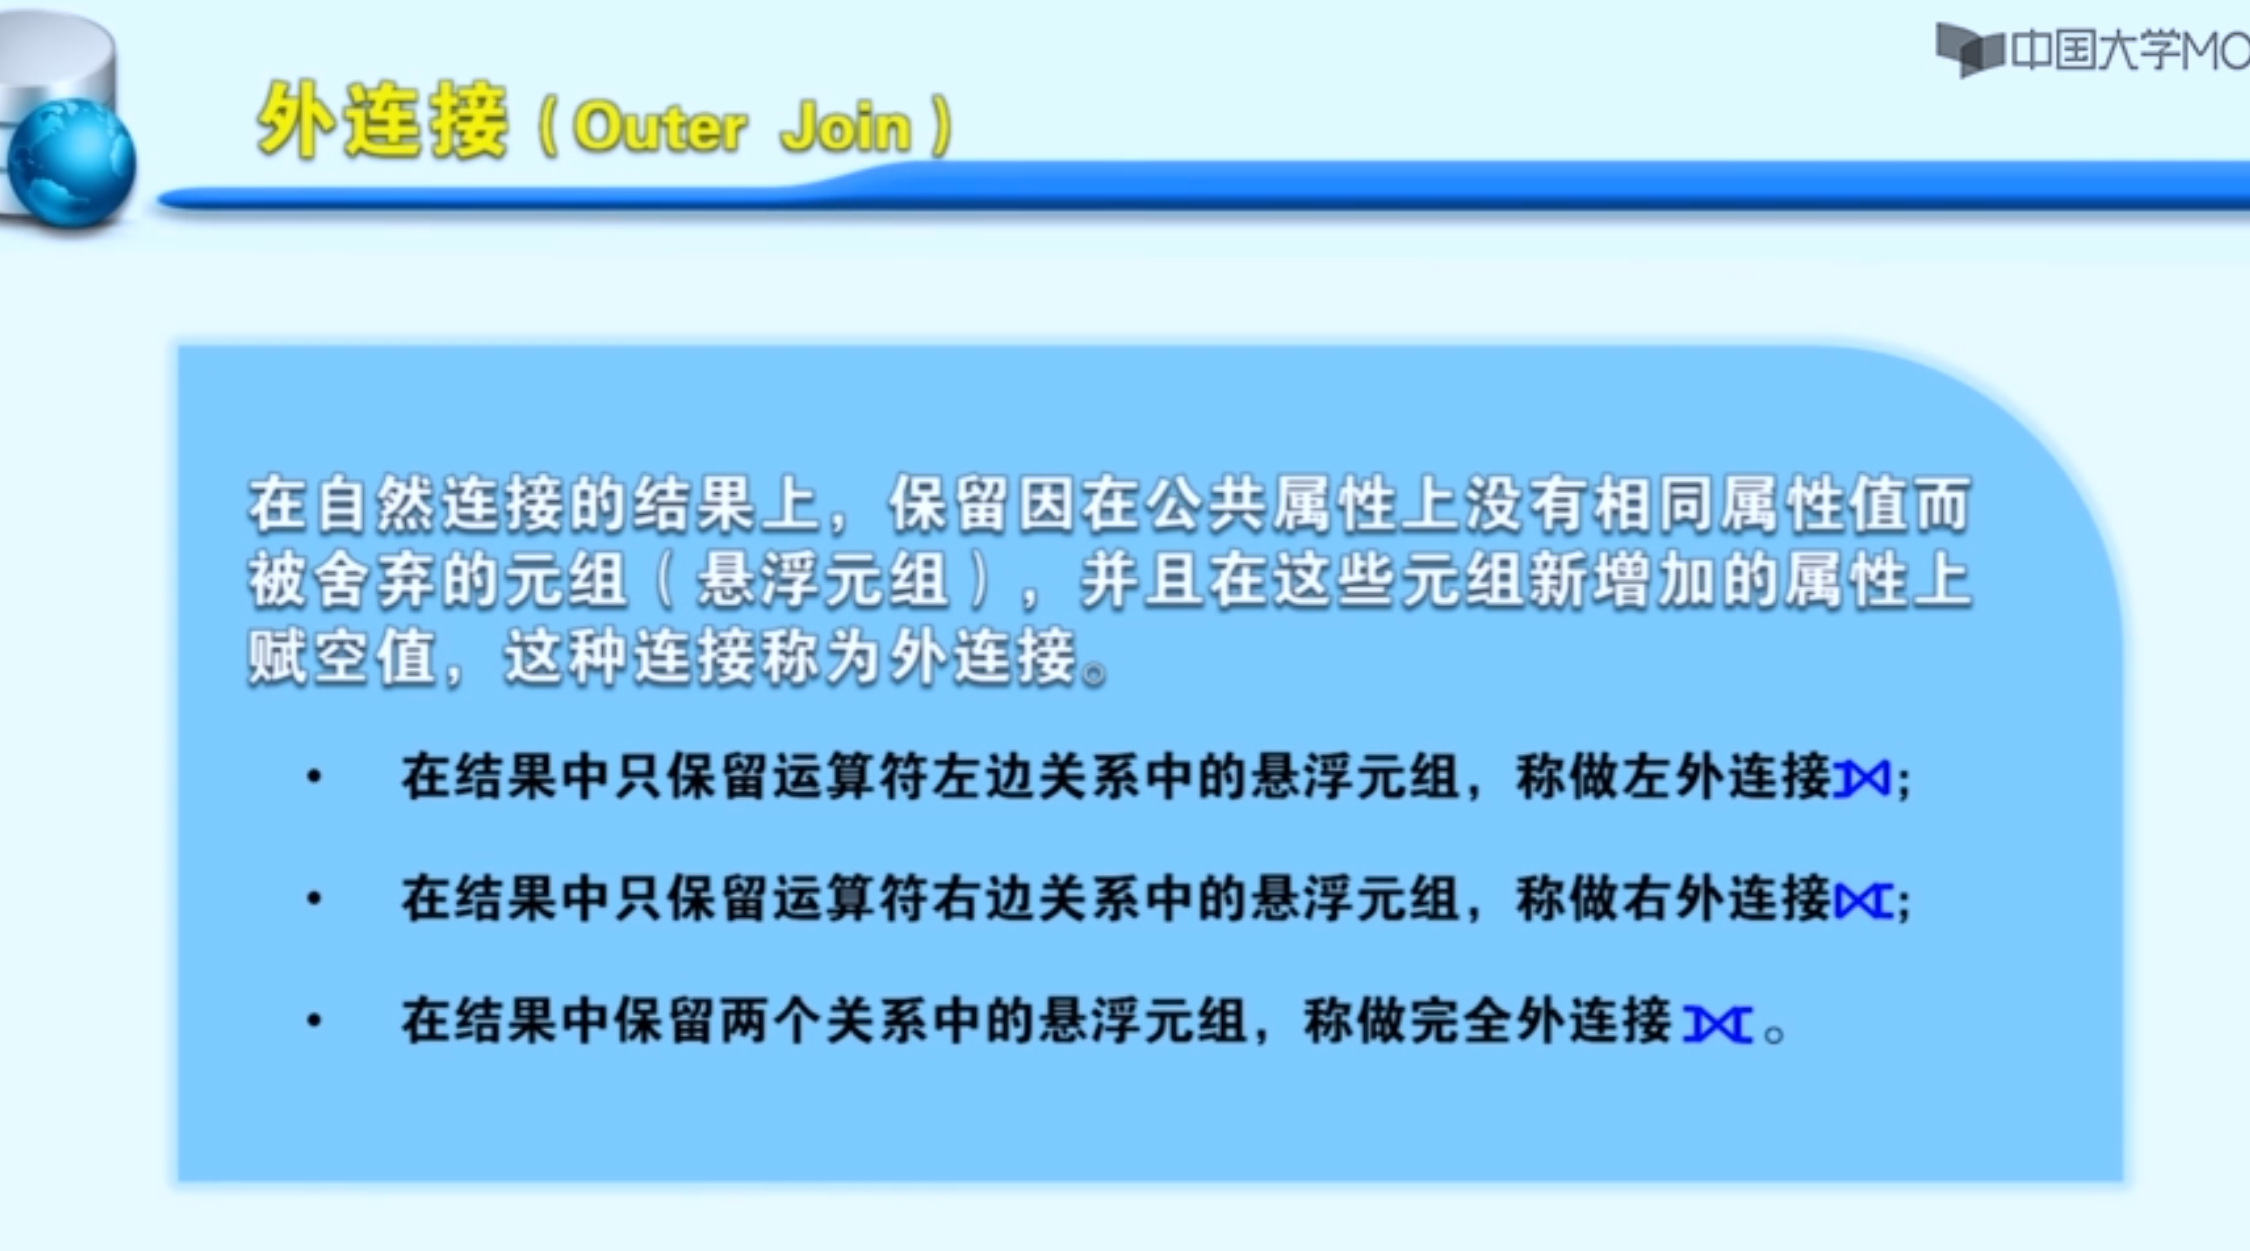 中国大学MO
外连接（Outer Join）
在自然连接的结果上，保留因在公共属性上没有相同属性值而
被舍弃的元组（悬浮元组），并且在这些元组新增加的属性上
赋空值，这种连接称为外连接。
• 在结果中只保留运算符左边关系中的悬浮元组，称做左外连接⟕；
• 在结果中只保留运算符右边关系中的悬浮元组，称做右外连接⟖；
• 在结果中保留两个关系中的悬浮元组，称做完全外连接⟗。